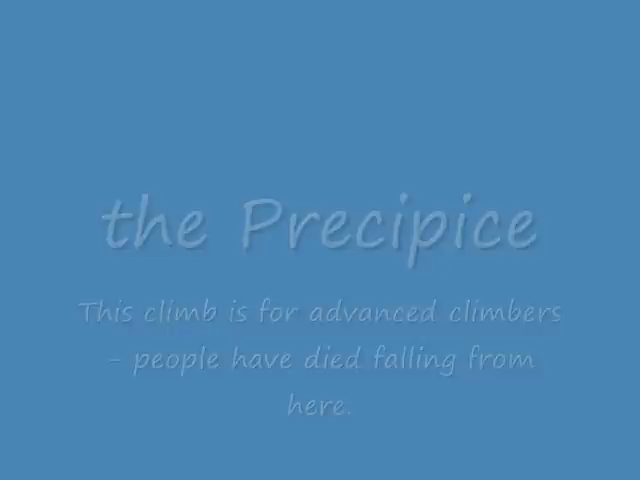 the Precipice
This climb is for advanced climbers
- people have died falling from
here.